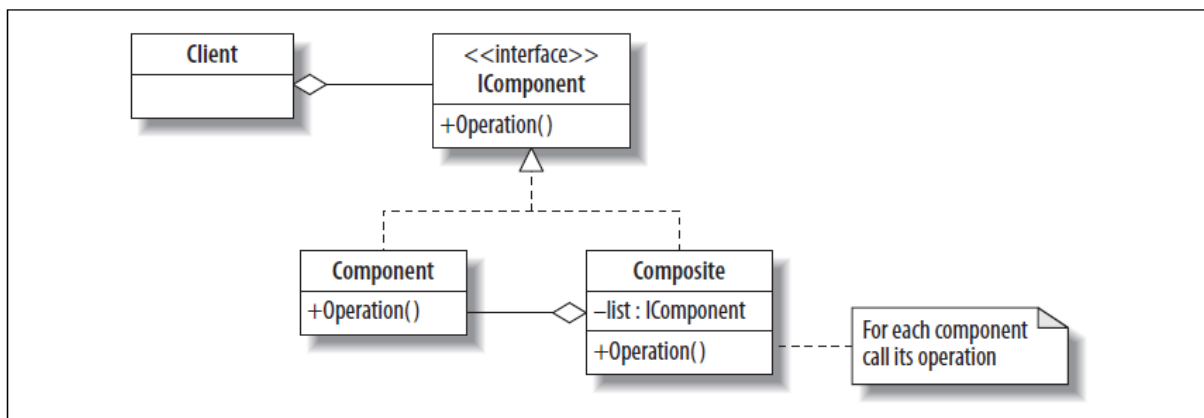 Client
<<interface>>
IComponent
+Operation()
Component
+Operation()
Composite
–list : IComponent
+Operation()
For each component
call its operation